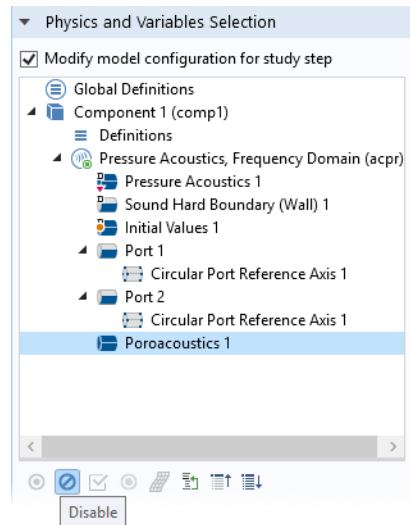 Physics and Variables Selection
Modify model configuration for study step
Global Definitions
Component 1 (comp1)
Definitions
Pressure Acoustics, Frequency Domain (acpr)
Pressure Acoustics 1
Sound Hard Boundary (Wall) 1
Initial Values 1
Port 1
Circular Port Reference Axis 1
Port 2
Circular Port Reference Axis 1
Poroacoustics 1
Disable